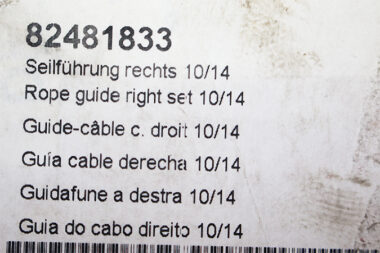 82481833
Seilführung rechts 10/14
Rope guide right set 10/14
Guide-câble c. droit 10/14
Guía cable derecha 10/14
Guidafune a destra 10/14
Guia do cabo direito 10/14